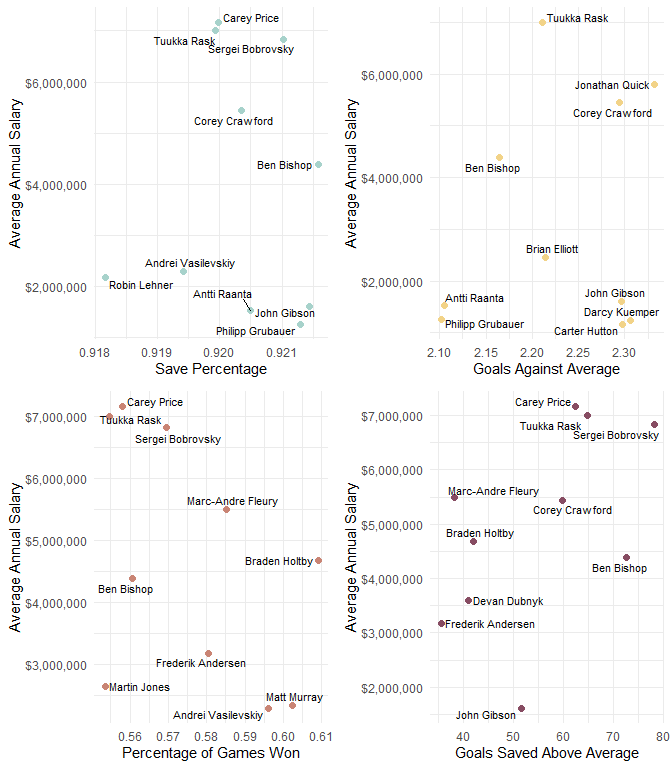 Carey Price
Tuukka Rask
Sergei Bobrovsky
$6,000,000
Corey Crawford
Ben Bishop
$4,000,000
Andrei Vasilevskiy
Robin Lehner
Antti Raanta
$2,000,000
John Gibson
Philipp Grubauer
0.918 0.919 0.920 0.921
Save Percentage
Average Annual Salary
Tuukka Rask
$6,000,000
Jonathan Quick
Corey Crawford
Ben Bishop
$4,000,000
Brian Elliott
$2,000,000
Antti Raanta
John Gibson
Darcy Kuemper
Philipp Grubauer
Carter Hutton
2.10 2.15 2.20 2.25 2.30
Goals Against Average
Average Annual Salary
Carey Price
$7,000,000
Tuukka Rask
Sergei Bobrovsky
$6,000,000
Marc-Andre Fleury
$5,000,000
Braden Holtby
Ben Bishop
$4,000,000
Frederik Andersen
$3,000,000
Martin Jones
Matt Murray
Andrei Vasilevskiy
0.56 0.57 0.58 0.59 0.60 0.61
Percentage of Games Won
Average Annual Salary
Carey Price
$7,000,000
Tuukka Rask
Sergei Bobrovsky
$6,000,000
Marc-Andre Fleury
Corey Crawford
$5,000,000
Braden Holtby
Ben Bishop
$4,000,000
Devan Dubnyk
Frederik Andersen
$3,000,000
$2,000,000
John Gibson
40 50 60 70 80
Goals Saved Above Average
Average Annual Salary